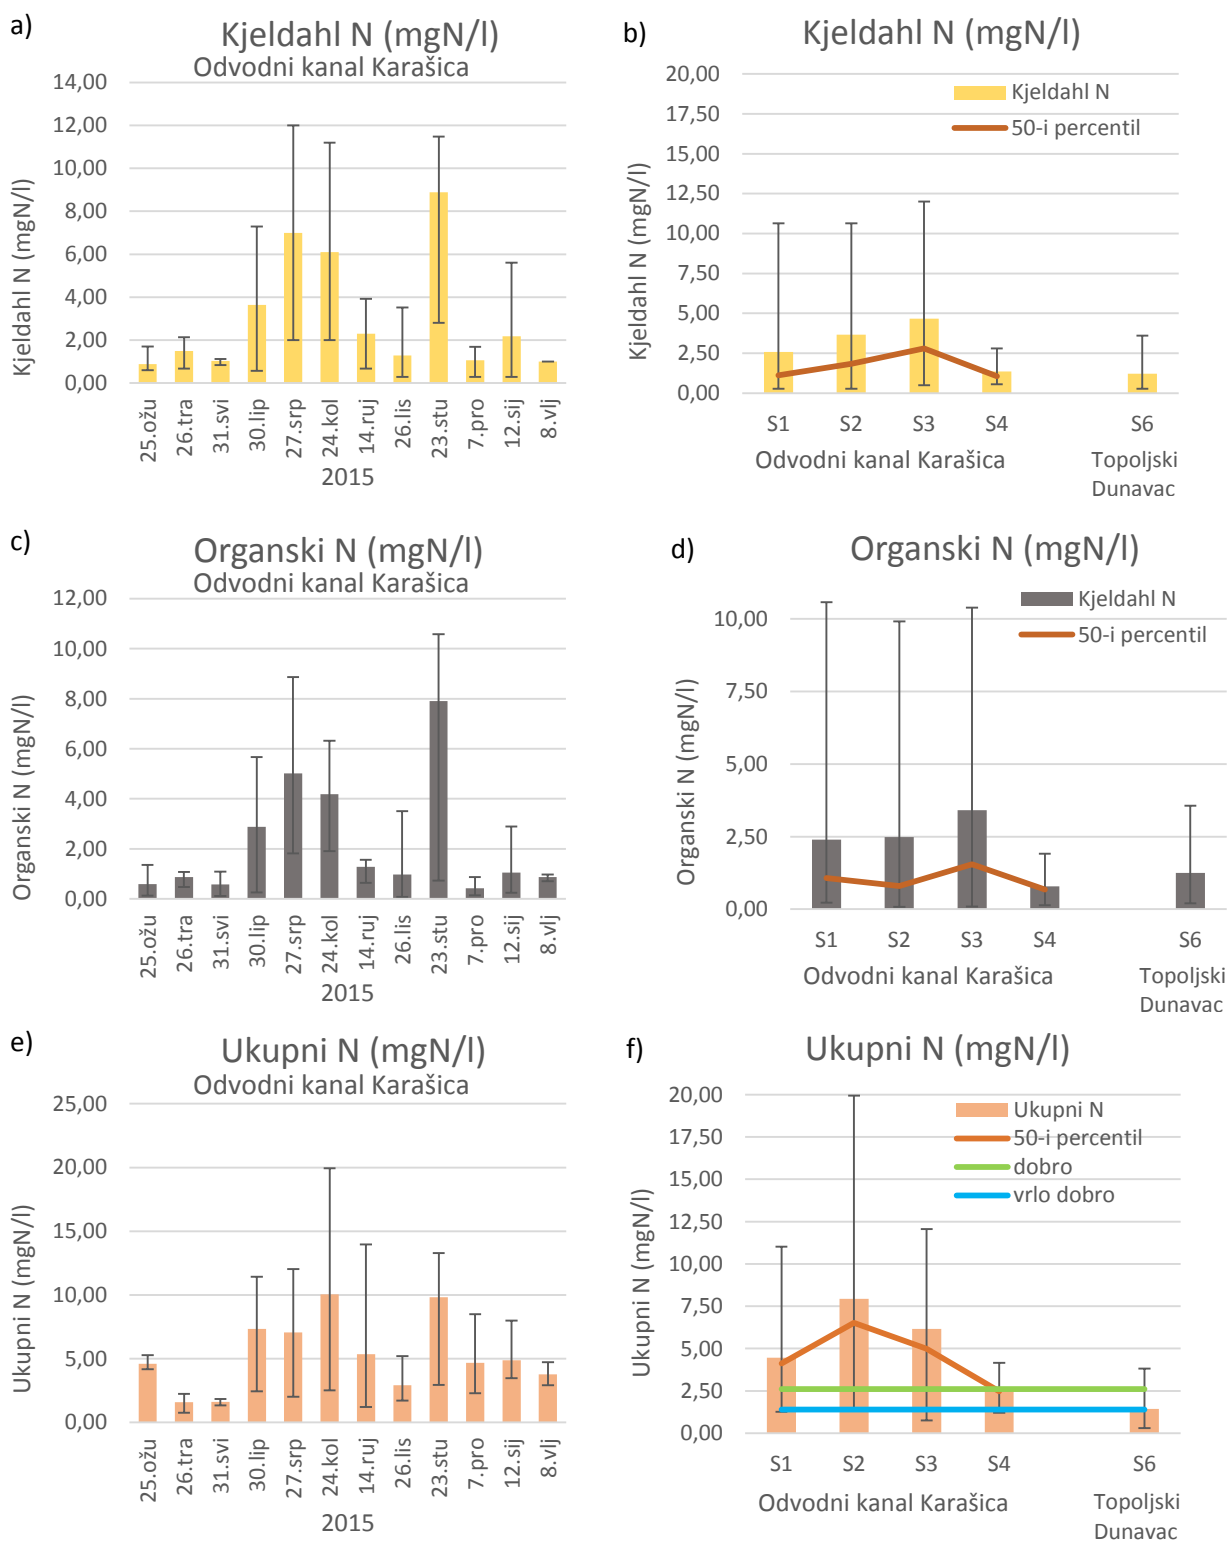 a)
Kjeldahl N (mgN/l)
Odvodni kanal Karašica
14,00
12,00
10,00
8,00
6,00
4,00
2,00
0,00
Kjeldahl N (mgN/l)
25.ožu
26.tra
31.svi
30.lip
27.srp
24.kol
14.ruj
26.lis
23.stu
7.pro
12.sij
8.vlj
2015
b)
Kjeldahl N (mgN/l)
20,00
17,50
15,00
12,50
10,00
7,50
5,00
2,50
0,00
Kjeldahl N (mgN/l)
Kjeldahl N
50-i percentil
S1 S2 S3 S4 S6
Odvodni kanal Karašica
Topoljski
Dunavac
c)
Organski N (mgN/l)
Odvodni kanal Karašica
12,00
10,00
8,00
6,00
4,00
2,00
0,00
Organski N (mgN/l)
25.ožu
26.tra
31.svi
30.lip
27.srp
24.kol
14.ruj
26.lis
23.stu
7.pro
12.sij
8.vlj
2015
d)
Organski N (mgN/l)
10,00
7,50
5,00
2,50
0,00
Organski N (mgN/l)
Kjeldahl N
50-i percentil
S1 S2 S3 S4 S6
Odvodni kanal Karašica
Topoljski
Dunavac
e)
Ukupni N (mgN/l)
Odvodni kanal Karašica
25,00
20,00
15,00
10,00
5,00
0,00
Ukupni N (mgN/l)
25.ožu
26.tra
31.svi
30.lip
27.srp
24.kol
14.ruj
26.lis
23.stu
7.pro
12.sij
8.vlj
2015
f)
Ukupni N (mgN/l)
20,00
17,50
15,00
12,50
10,00
7,50
5,00
2,50
0,00
Ukupni N (mgN/l)
Ukupni N
50-i percentil
dobro
vrlo dobro
S1 S2 S3 S4 S6
Odvodni kanal Karašica
Topoljski
Dunavac